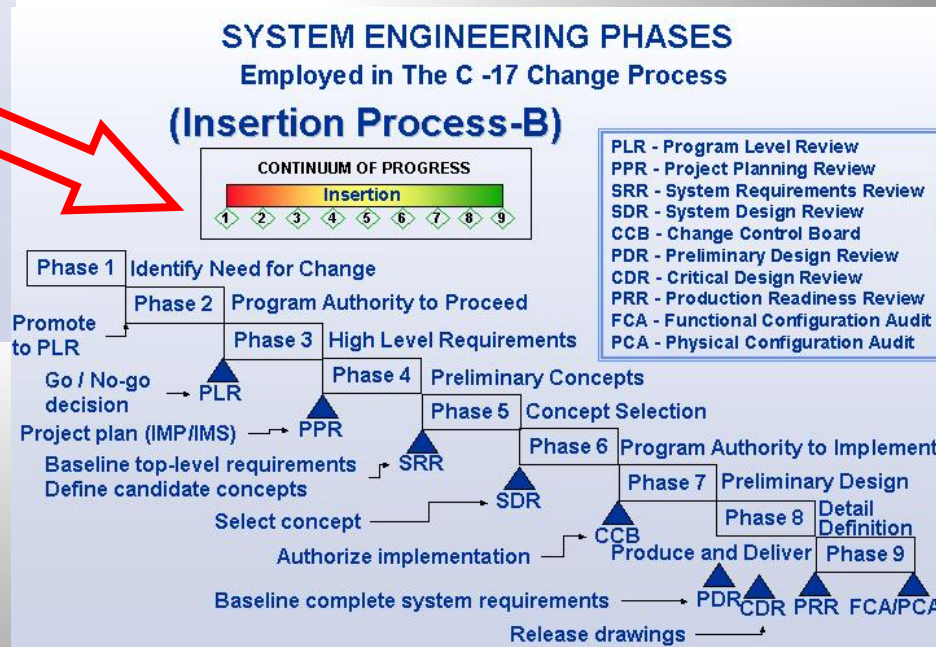 SYSTEM ENGINEERING PHASES
Employed in The C -17 Change Process
(Insertion Process-B)
CONTINUUM OF PROGRESS
Insertion
1 2 3 4 5 6 7 8 9
PLR - Program Level Review
PPR - Project Planning Review
SRR - System Requirements Review
SDR - System Design Review
CCB - Change Control Board
PDR - Preliminary Design Review
CDR - Critical Design Review
PRR - Production Readiness Review
FCA - Functional Configuration Audit
PCA - Physical Configuration Audit
Phase 1 Identify Need for Change
Phase 2 Program Authority to Proceed
Promote
to PLR
Phase 3 High Level Requirements
Go / No-go
decision
PLR
Phase 4 Preliminary Concepts
Project plan (IMP/IMS)
PPR
Phase 5 Concept Selection
Baseline top-level requirements
Define candidate concepts
SRR
Phase 6 Program Authority to Implement
Select concept
SDR
Phase 7 Preliminary Design
Authorize implementation
CCB
Phase 8 Detail
Definition
Produce and Deliver Phase 9
Baseline complete system requirements
PDR CDR PRR FCA/PCA
Release drawings